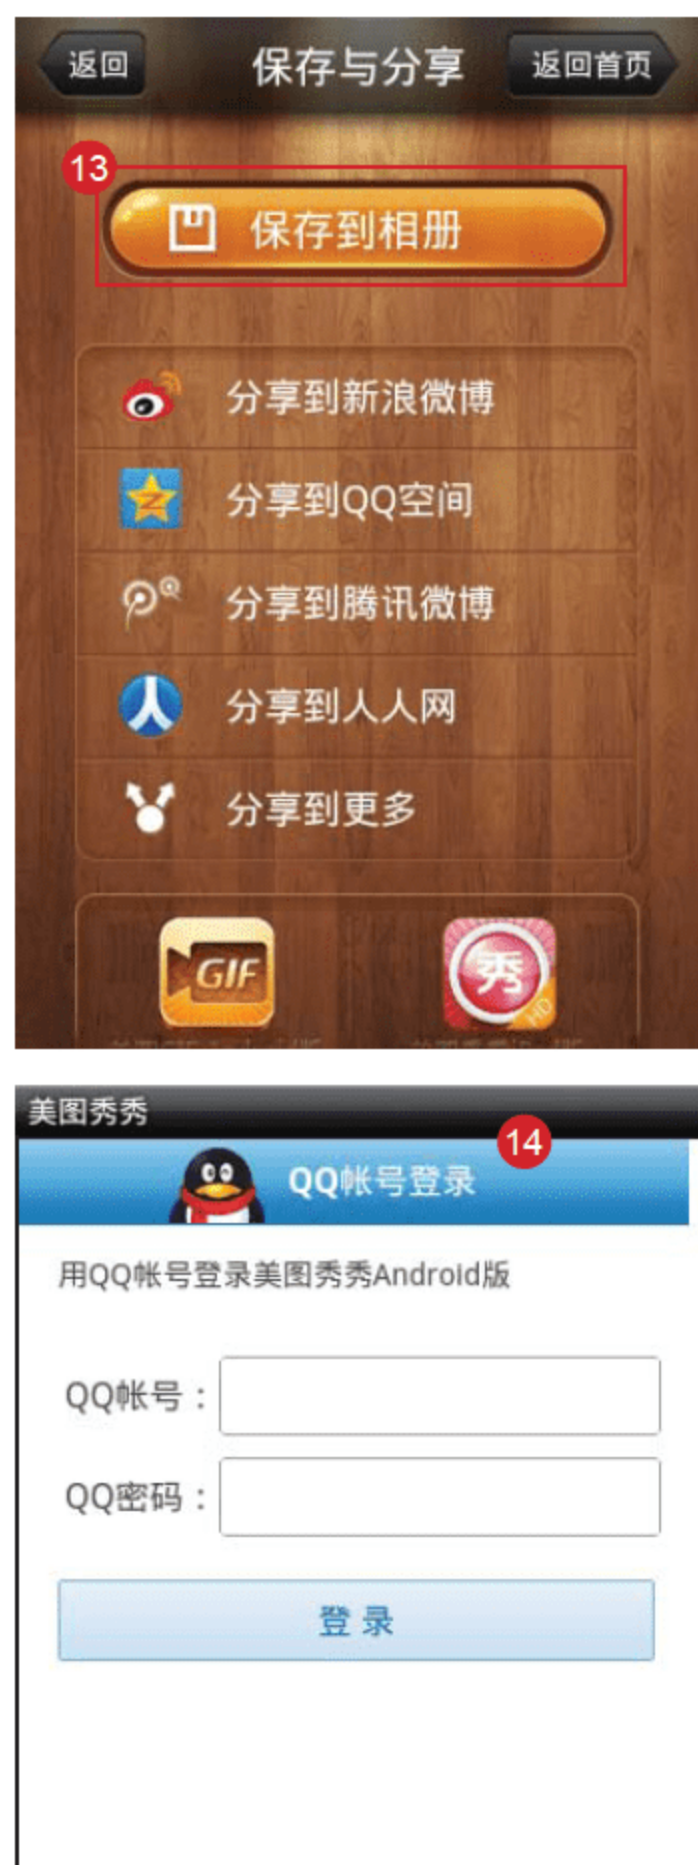 返回 保存与分享 返回首页
13
保存到相册
分享到新浪微博
分享到QQ空间
分享到腾讯微博
分享到人人网
分享到更多
GIF 秀 HD
美图秀秀
14
QQ帐号登录
用QQ帐号登录美图秀秀Android版
QQ帐号：
QQ密码：
登 录